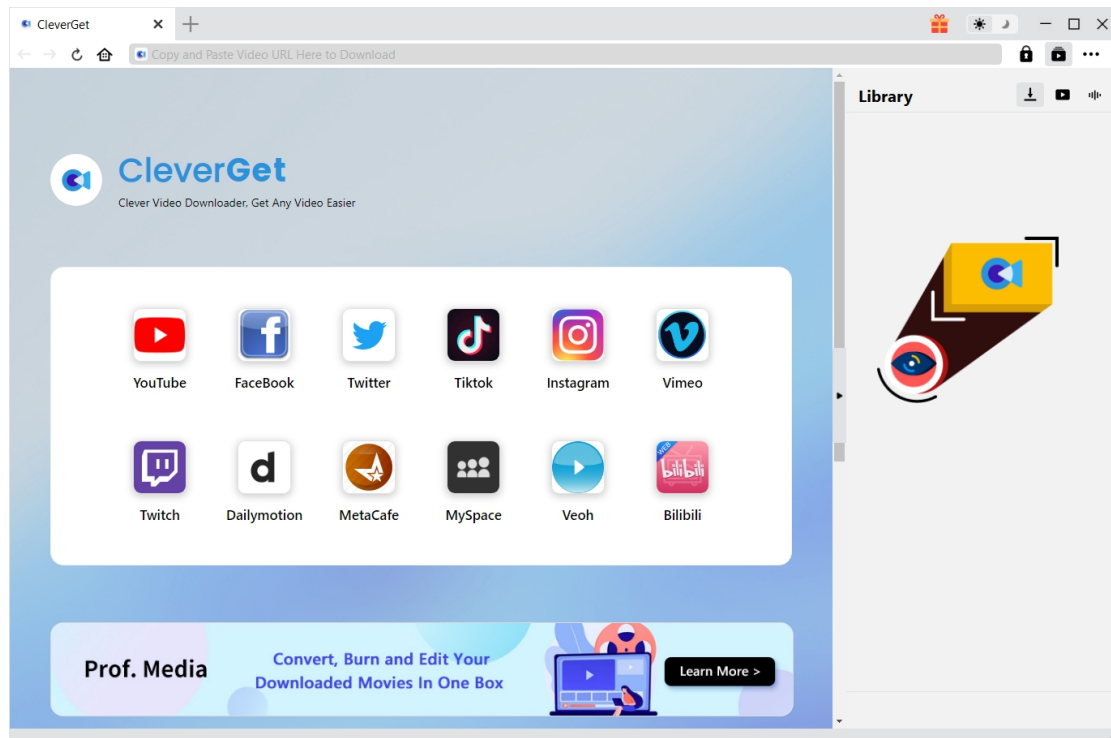 CleverGet
Copy and Paste Video URL Here to Download
Library
CleverGet
Clever Video Downloader, Get Any Video Easier
YouTube FaceBook Twitter Tiktok Instagram Vimeo
WEB
bilibili
Twitch Dailymotion MetaCafe MySpace Veoh Bilibili
Prof. Media
Convert, Burn and Edit Your
Downloaded Movies In One Box
Learn More >